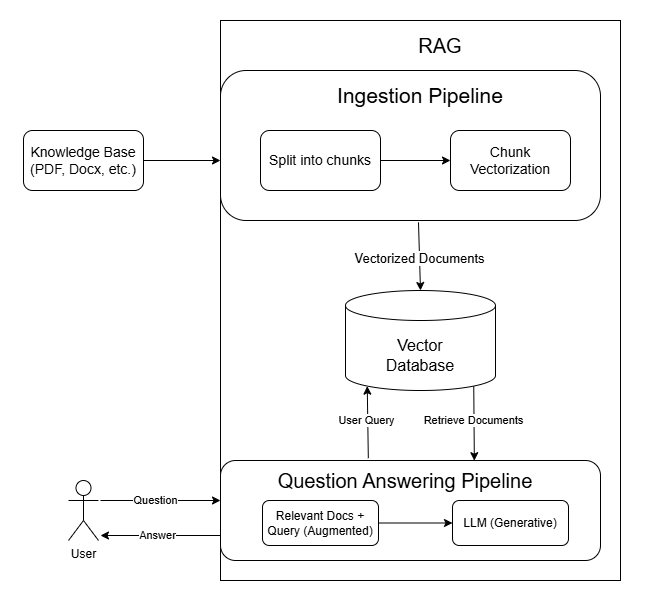 RAG
Ingestion Pipeline
Knowledge Base
(PDF, Docx, etc.)
Split into chunks
Chunk
Vectorization
Vectorized Documents
Vector
Database
User Query
Retrieve Documents
Question Answering Pipeline
Question
Relevant Docs +
Query (Augmented)
LLM (Generative)
Answer
User